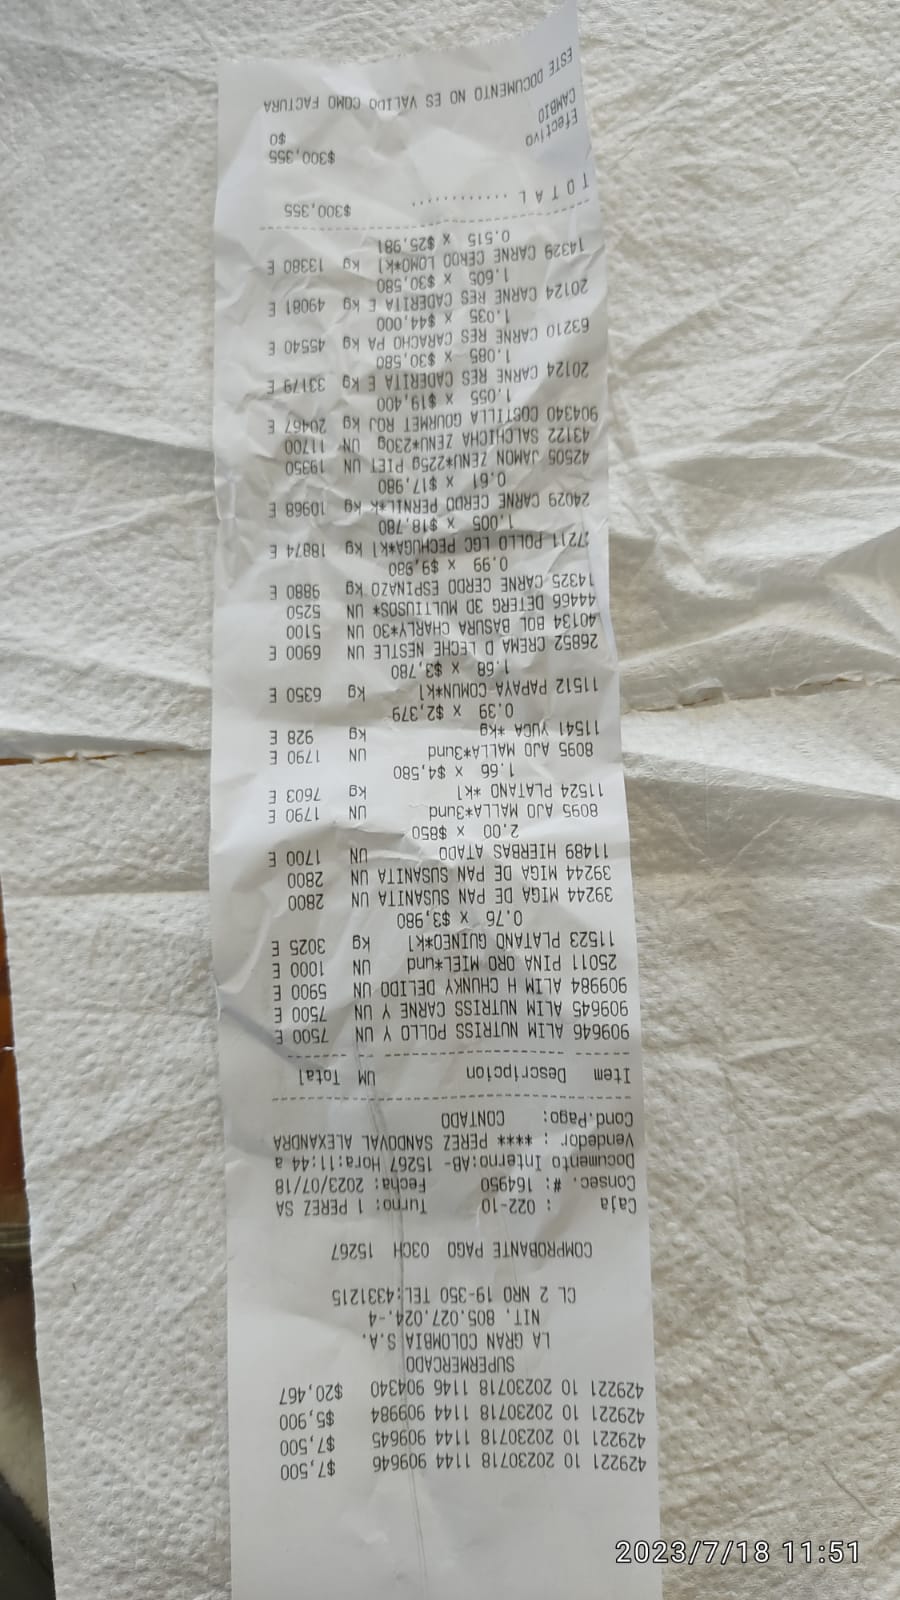 429221 10 20230718 1144 909646 $7,500
429221 10 20230718 1144 909645 $7,500
429221 10 20230718 1144 909984 $5,900
429221 10 20230718 1146 904340 $20,467
SUPERMERCADO
LA GRAN COLOMBIA S.A.
NIT. 805.027.024.-4
CL 2 NRO 19-350 TEL:4331215
COMPROBANTE PAGO 03CH 15267
Caja : 022-10 Turno: 1 PEREZ SA
Consec. #: 164950 Fecha: 2023/07/18
Documento Interno:AB- 15267 Hora:11:44 a
Vendedor : **** PEREZ SANDOVAL ALEXANDRA
Cond.Pago: CONTADO
Item Descripcion UM Total
909646 ALIM NUTRISS POLLO Y UN 7500 E
909645 ALIM NUTRISS CARNE Y UN 7500 E
909984 ALIM H CHUNKY DELIDO UN 5900 E
25011 PINA ORO MIEL*und UN 1000 E
11523 PLATANO GUINEO*k1 kg 3025 E
0.76 x $3,980
39244 MIGA DE PAN SUSANITA UN 2800
39244 MIGA DE PAN SUSANITA UN 2800
11489 HIERBAS ATADO UN 1700 E
2.00 x $850
8095 AJO MALLA*3und UN 1790 E
11524 PLATANO *k1 kg 7603 E
1.66 x $4,580
8095 AJO MALLA*3und UN 1790 E
11541 YUCA *kg kg 928 E
0.39 x $2,379
11512 PAPAYA COMUN*k1 kg 6350 E
1.68 x $3,780
26852 CREMA D LECHE NESTLE UN 6900 E
40134 BOL BASURA CHARLY*30 UN 5100
44466 DETERG 3D MULTIUSOS* UN 5250
14325 CARNE CERDO ESPINAZO kg 9880 E
0.99 x $9,980
17211 POLLO LGC PECHUGA*k1 kg 18874 E
1.005 x $18,780
24029 CARNE CERDO PERNIL*k kg 10968 E
0.61 x $17,980
42505 JAMON ZENU*225g PIET UN 19350
43122 SALCHICHA ZENU*230g UN 11700
904340 COSTILLA GOURMET ROJ kg 20467 E
1.055 x $19,400
20124 CARNE RES CADERITA E kg 33179 E
1.085 x $30,580
63210 CARNE RES CARACHO PA kg 45540 E
1.035 x $44,000
20124 CARNE RES CADERITA E kg 49081 E
1.605 x $30,580
14329 CARNE CERDO LOMO*k1 kg 13380 E
0.515 x $25,981
T O T A L ............. $300,355
Efectivo $300,355
CAMBIO $0
ESTE DOCUMENTO NO ES VALIDO COMO FACTURA
2023/7/18 11:51